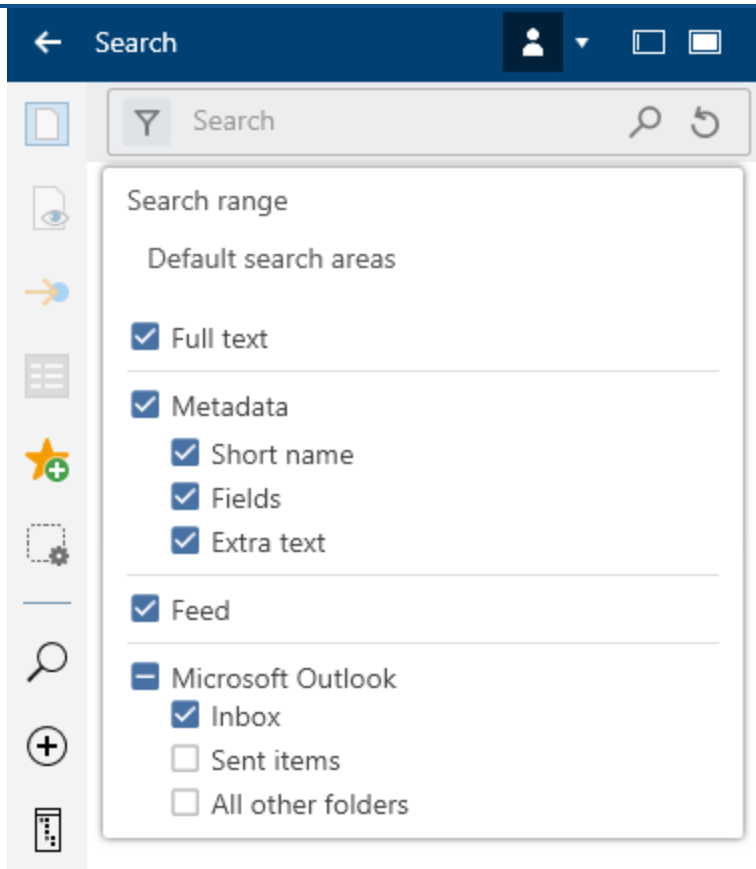 Search
Search
Search range
Default search areas
Full text
Metadata
Short name
Fields
Extra text
Feed
Microsoft Outlook
Inbox
Sent items
All other folders